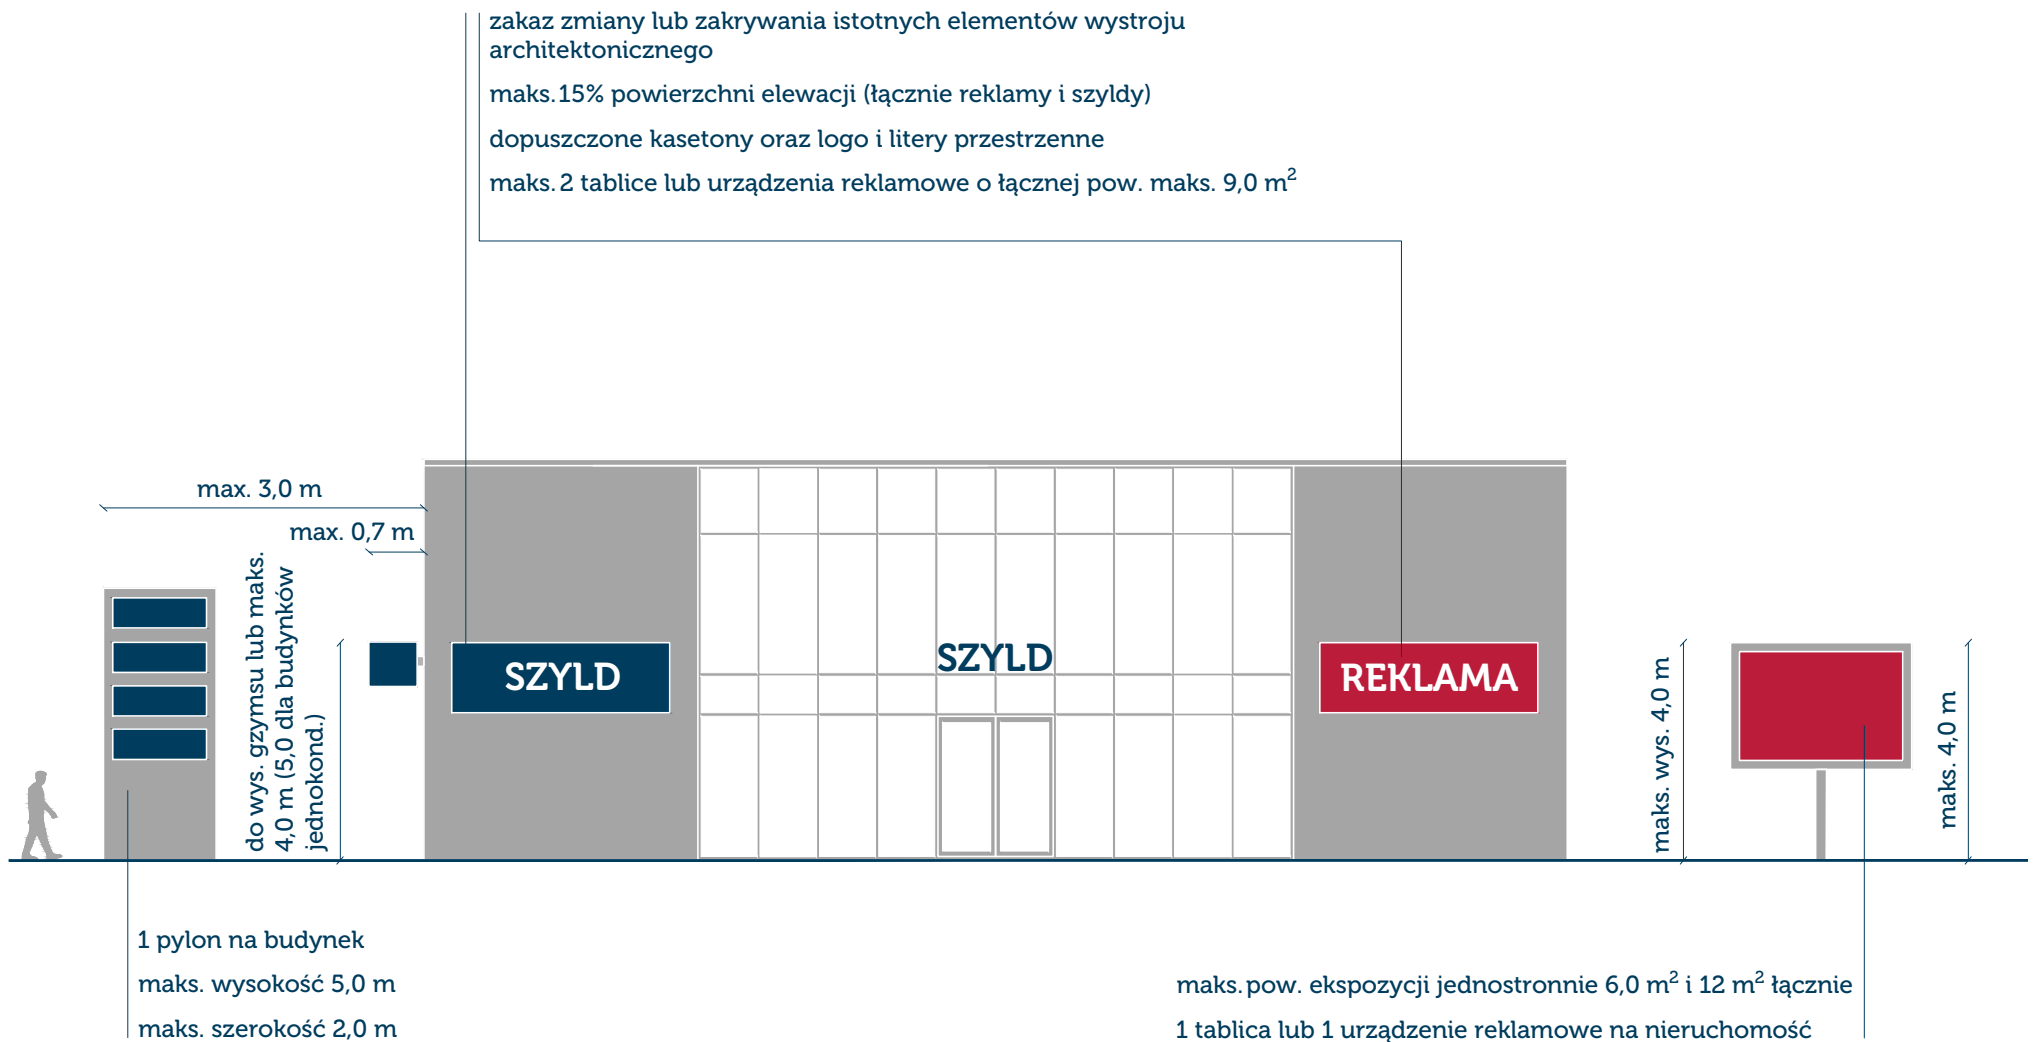 zakaz zmiany lub zakrywania istotnych elementów wystroju
architektonicznego
maks.15% powierzchni elewacji (łącznie reklamy i szyldy)
dopuszczone kasetony oraz logo i litery przestrzenne
maks. 2 tablice lub urządzenia reklamowe o łącznej pow. maks. 9,0 m²
max. 3,0 m
max. 0,7 m
do wys. gzymsu lub maks.
4,0 m (5,0 dla budynków
jednokond.)
SZYLD
SZYLD
REKLAMA
maks. wys. 4,0 m
maks. 4,0 m
1 pylon na budynek
maks. wysokość 5,0 m
maks. szerokość 2,0 m
maks. pow. ekspozycji jednostronnie 6,0 m² i 12 m² łącznie
1 tablica lub 1 urządzenie reklamowe na nieruchomość